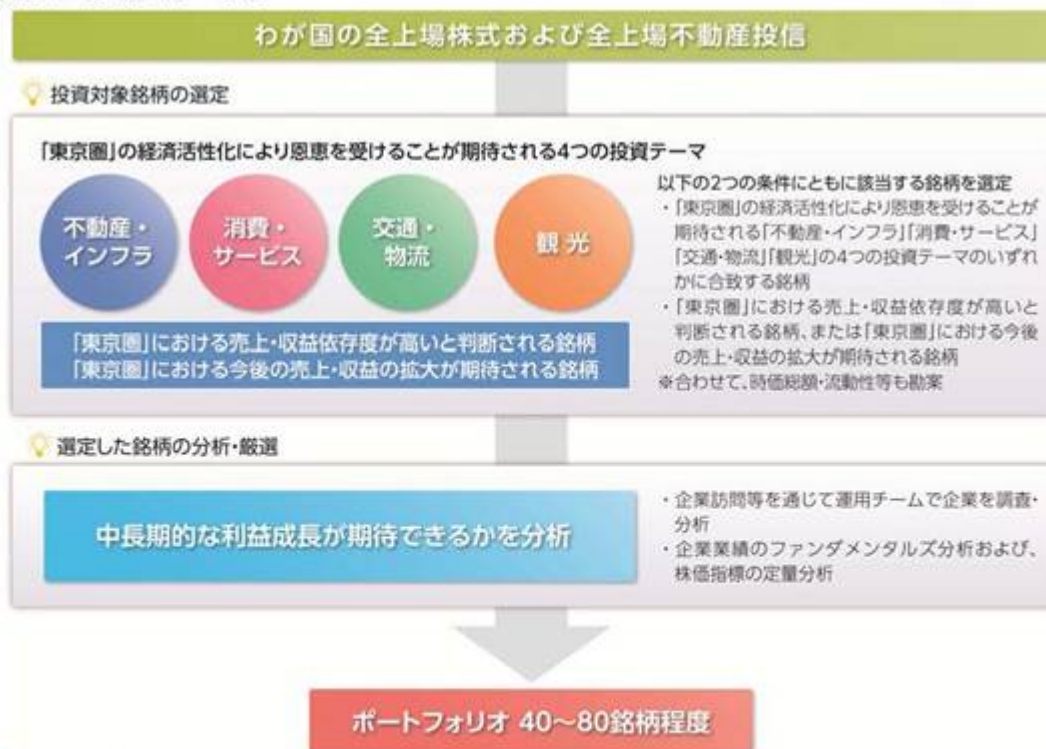 わが国の全上場株式および全上場不動産投信
投資対象銘柄の選定
「東京圏」の経済活性化により恩恵を受けることが期待される4つの投資テーマ
不動産・
インフラ
消費・
サービス
交通・
物流
観光
「東京圏」における売上・収益依存度が高いと判断される銘柄
「東京圏」における今後の売上・収益の拡大が期待される銘柄
以下の2つの条件にともに該当する銘柄を選定
・「東京圏」の経済活性化により恩恵を受けることが
期待される「不動産・インフラ」「消費・サービス」
「交通・物流」「観光」の4つの投資テーマのいずれ
かに合致する銘柄
・「東京圏」における売上・収益依存度が高いと
判断される銘柄、または「東京圏」における今後
の売上・収益の拡大が期待される銘柄
※合わせて、時価総額・流動性等も勘案
選定した銘柄の分析・厳選
中長期的な利益成長が期待できるかを分析
・企業訪問等を通じて運用チームで企業を調査・
分析
・企業業績のファンダメンタルズ分析および、
株価指標の定量分析
ポートフォリオ 40～80銘柄程度